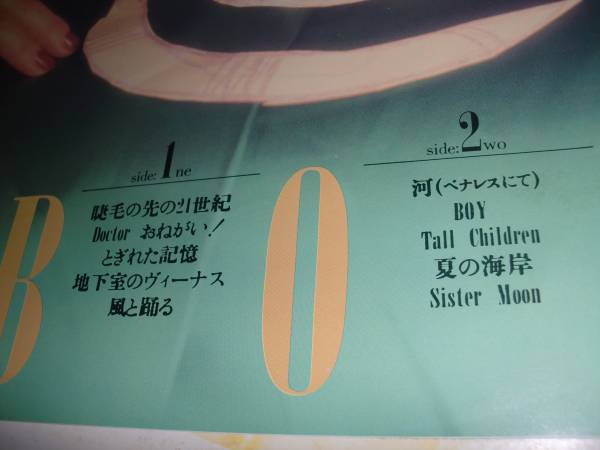 side:1ne
睫毛の先の21世紀
Doctor おねがい!
とぎれた記憶
地下室のヴィーナス
風と踊る
side:2wo
河(ベナレスにて)
BOY
Tall Children
夏の海岸
Sister Moon
BO